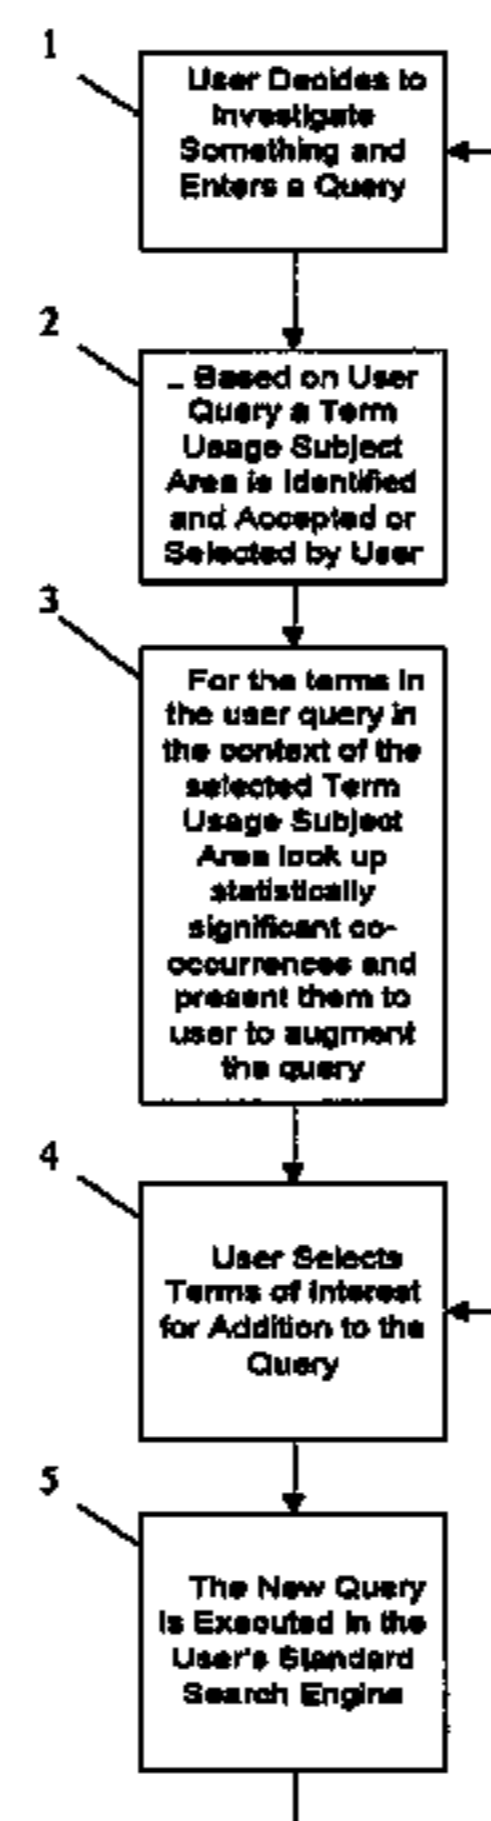 1
User Decides to
Investigate
Something and
Enters a Query
2
Based on User
Query a Term
Usage Subject
Area is Identified
and Accepted or
Selected by User
3
For the terms in
the user query in
the context of the
selected Term
Usage Subject
Area look up
statistically
significant co-
occurrences and
present them to
user to augment
the query
4
User Selects
Terms of Interest
for Addition to the
Query
5
The New Query
is Executed in the
User's Standard
Search Engine